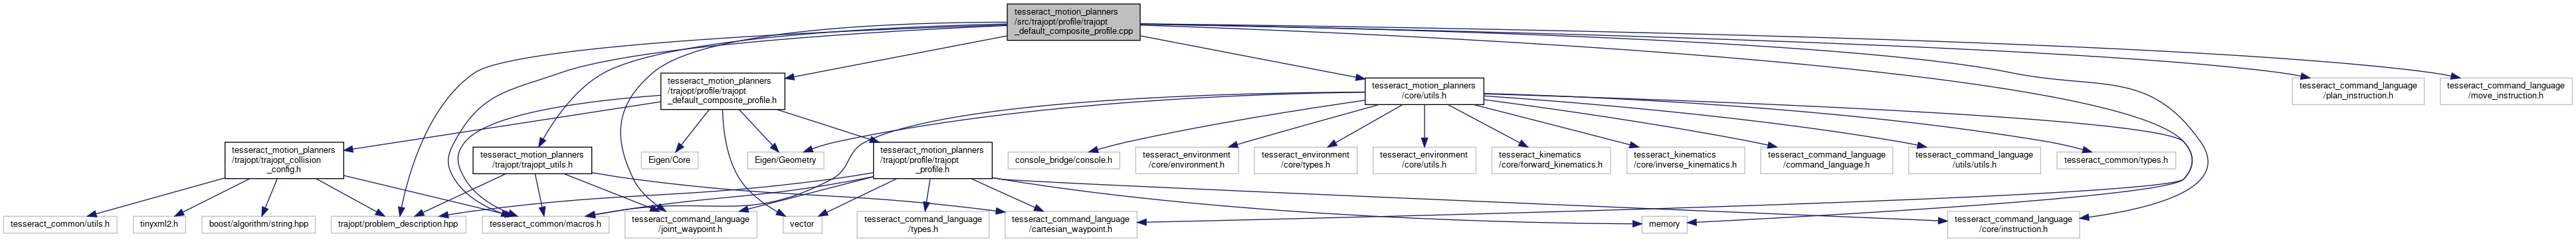 tesseract_motion_planners
/src/trajopt/profile/trajopt
_default_composite_profile.cpp
tesseract_motion_planners
/trajopt/profile/trajopt
_default_composite_profile.h
tesseract_motion_planners
/core/utils.h
tesseract_command_language
/plan_instruction.h
tesseract_command_language
/move_instruction.h
tesseract_motion_planners
/trajopt/trajopt_collision
_config.h
tesseract_motion_planners
/trajopt/trajopt_utils.h
Eigen/Core
Eigen/Geometry
tesseract_motion_planners
/trajopt/profile/trajopt
_profile.h
console_bridge/console.h
tesseract_environment
/core/environment.h
tesseract_environment
/core/types.h
tesseract_environment
/core/utils.h
tesseract_kinematics
/core/forward_kinematics.h
tesseract_kinematics
/core/inverse_kinematics.h
tesseract_command_language
/command_language.h
tesseract_command_language
/utils/utils.h
tesseract_common/types.h
tesseract_common/utils.h
tinyxml2.h
boost/algorithm/string.hpp
trajopt/problem_description.hpp
tesseract_common/macros.h
tesseract_command_language
/joint_waypoint.h
vector
tesseract_command_language
/types.h
tesseract_command_language
/cartesian_waypoint.h
memory
tesseract_command_language
/core/instruction.h